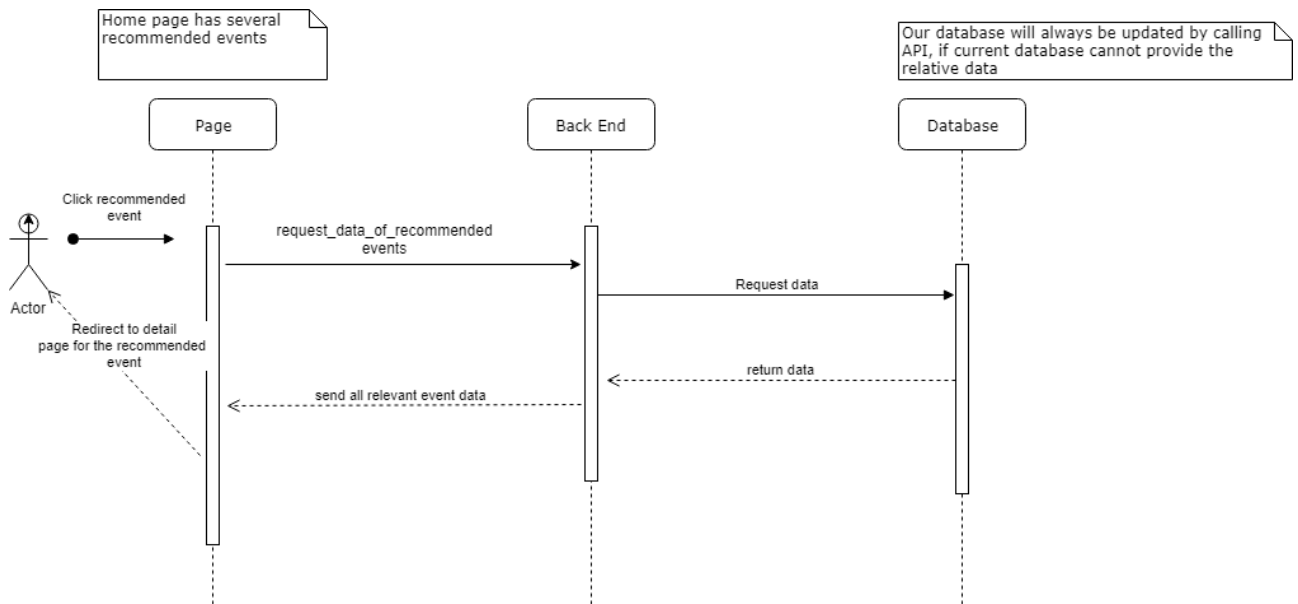 Home page has several
recommended events
Our database will always be updated by calling
API, if current database cannot provide the
relative data
Page
Back End
Database
Click recommended
event
request_data_of_recommended
events
Request data
Actor
Redirect to detail
page for the recommended
event
return data
send all relevant event data